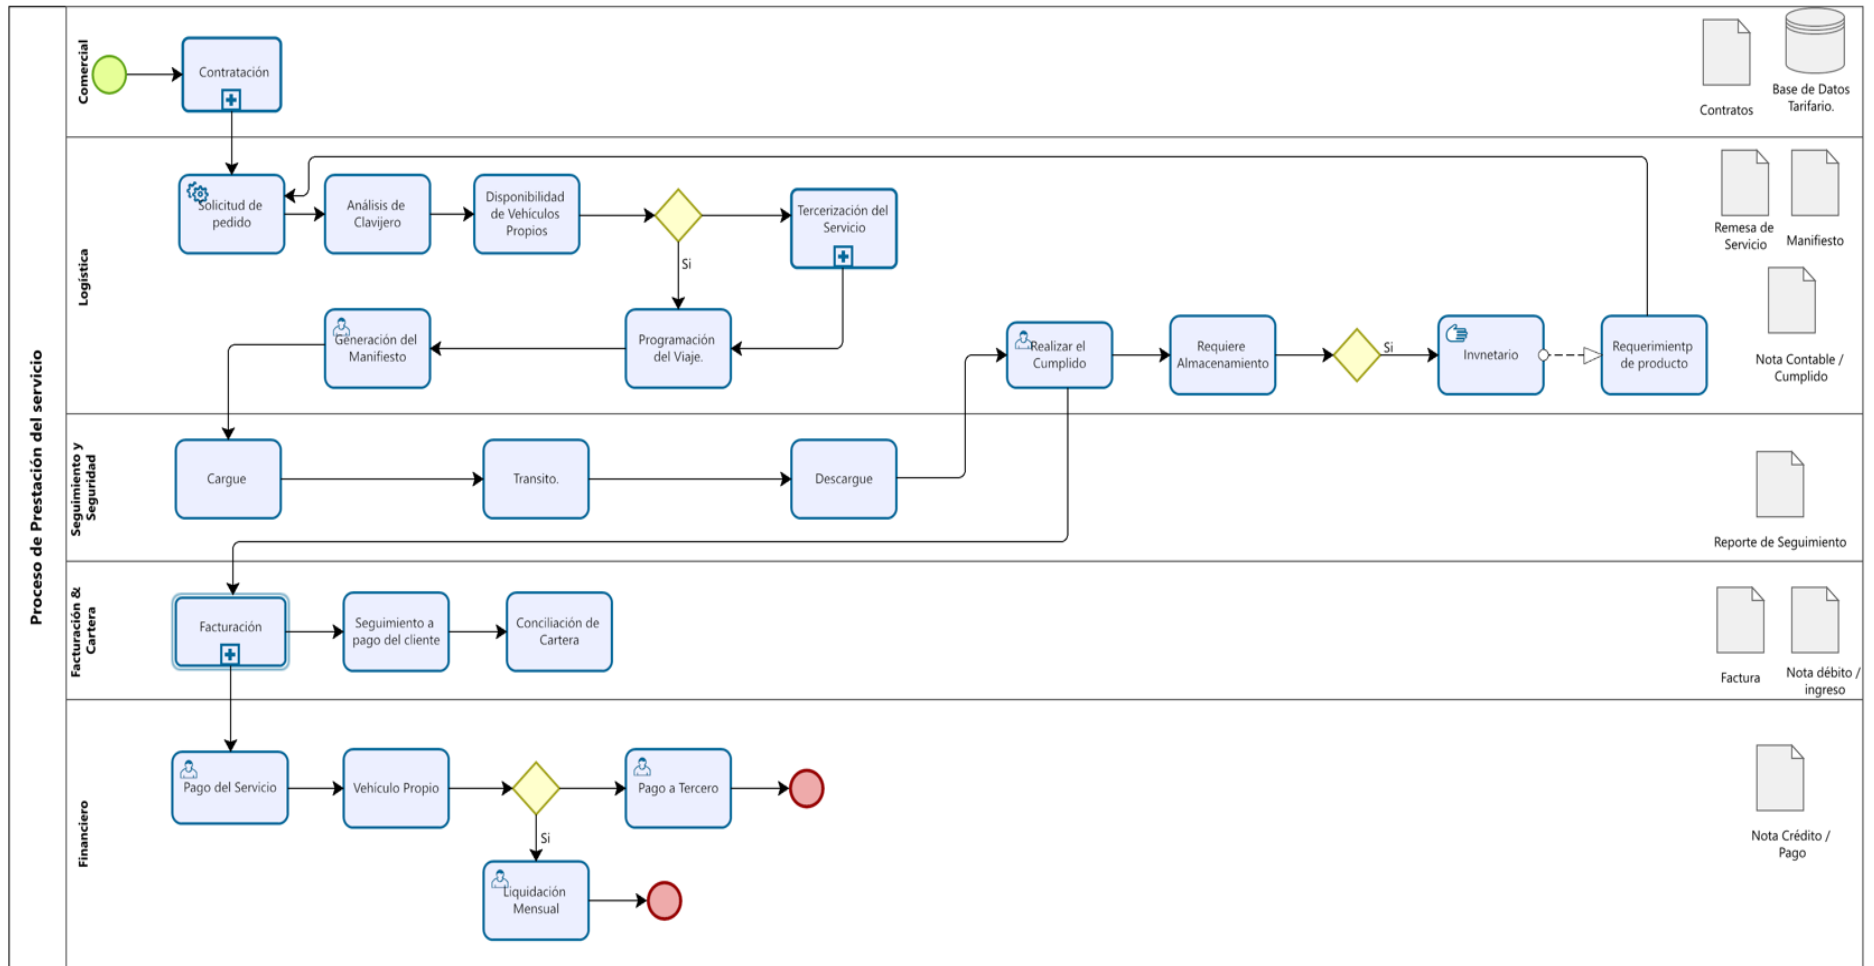 Proceso de Prestación del servicio
Comercial
Contratación
Contratos
Base de Datos
Tarifario.
Logística
Solicitud de
pedido
Análisis de
Clavijero
Disponibilidad
de Vehículos
Propios
Si
Tercerización del
Servicio
Generación del
Manifiesto
Programación
del Viaje.
Realizar el
Cumplido
Requiere
Almacenamiento
Si
Invnetario
Requerimientp
de producto
Remesa de
Servicio
Manifiesto
Nota Contable /
Cumplido
Seguimiento y
Seguridad
Cargue
Transito.
Descargue
Reporte de Seguimiento
Facturación &
Cartera
Facturación
Seguimiento a
pago del cliente
Conciliación de
Cartera
Factura
Nota débito /
ingreso
Financiero
Pago del Servicio
Vehículo Propio
Si
Pago a Tercero
Liquidación
Mensual
Nota Crédito /
Pago